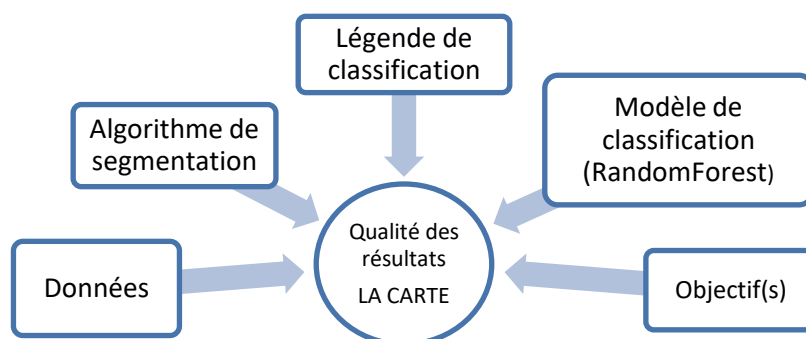 Légende de
classification
Algorithme de
segmentation
Modèle de
classification
(RandomForest)
Données
Qualité des
résultats
LA CARTE
Objectif(s)